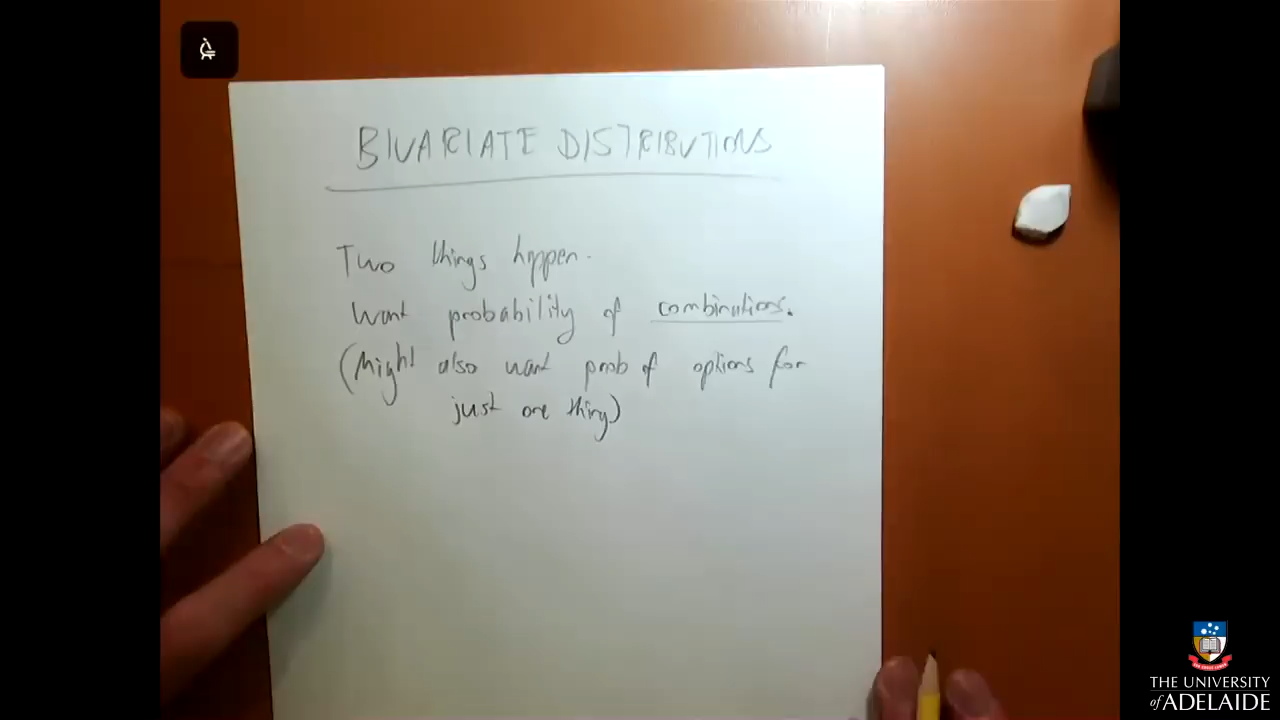 BIVARIATE DISTRIBUTIONS
Two things happen.
Want probability of combinations.
(Might also want prob of options for
just one thing)
THE UNIVERSITY
of ADELAIDE